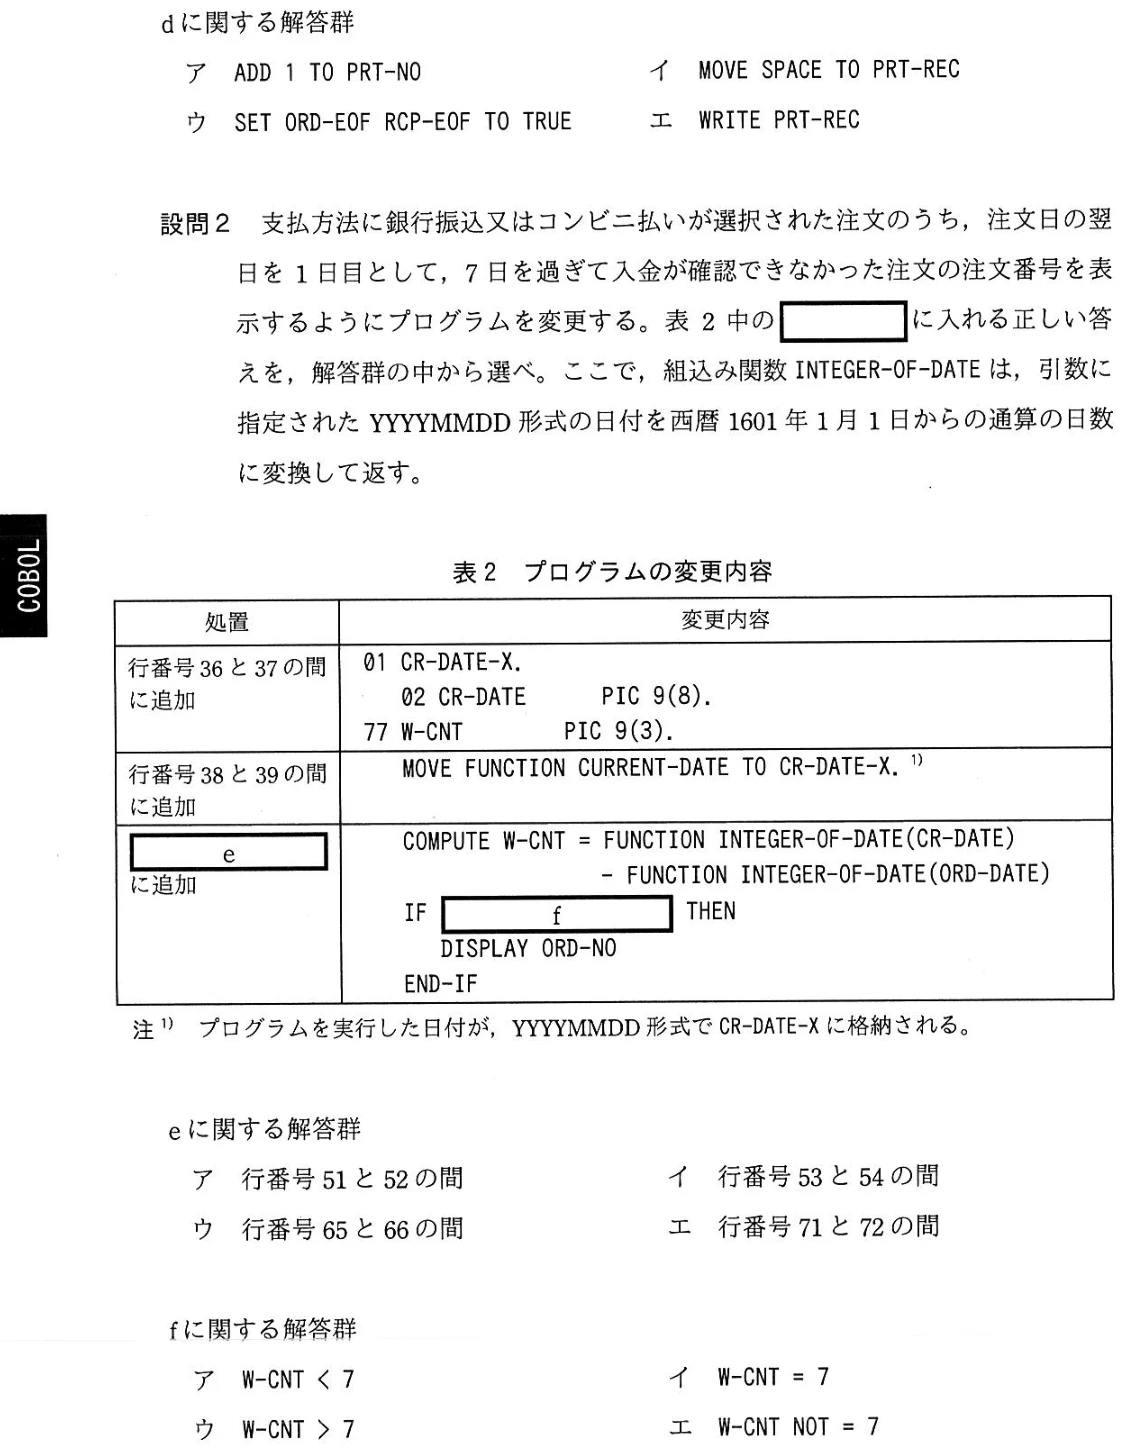 dに関する解答群
ア ADD 1 TO PRT-NO イ MOVE SPACE TO PRT-REC
ウ SET ORD-EOF RCP-EOF TO TRUE エ WRITE PRT-REC
設問2 支払方法に銀行振込又はコンビニ払いが選択された注文のうち，注文日の翌
日を1日目として，7日を過ぎて入金が確認できなかった注文の注文番号を表
示するようにプログラムを変更する。表2中の に入れる正しい答
えを，解答群の中から選べ。ここで，組込み関数 INTEGER-OF-DATE は，引数に
指定された YYYYMMDD 形式の日付を西暦1601年1月1日からの通算の日数
に変換して返す。
COBOL
表2 プログラムの変更内容
処置 変更内容
行番号36と37の間
に追加
01 CR-DATE-X.
02 CR-DATE PIC 9(8).
77 W-CNT PIC 9(3).
行番号38と39の間
に追加
MOVE FUNCTION CURRENT-DATE TO CR-DATE-X. 1)
e
に追加
COMPUTE W-CNT = FUNCTION INTEGER-OF-DATE(CR-DATE)
- FUNCTION INTEGER-OF-DATE(ORD-DATE)
IF f THEN
DISPLAY ORD-NO
END-IF
注1) プログラムを実行した日付が，YYYYMMDD 形式で CR-DATE-X に格納される。
eに関する解答群
ア 行番号51と52の間 イ 行番号53と54の間
ウ 行番号65と66の間 エ 行番号71と72の間
fに関する解答群
ア W-CNT < 7 イ W-CNT = 7
ウ W-CNT > 7 エ W-CNT NOT = 7